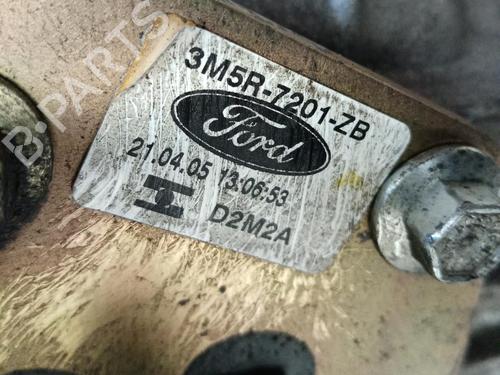 3M5R-7201-ZB
Ford
21.04.05 13:06:53
D2M2A
B-PARTS